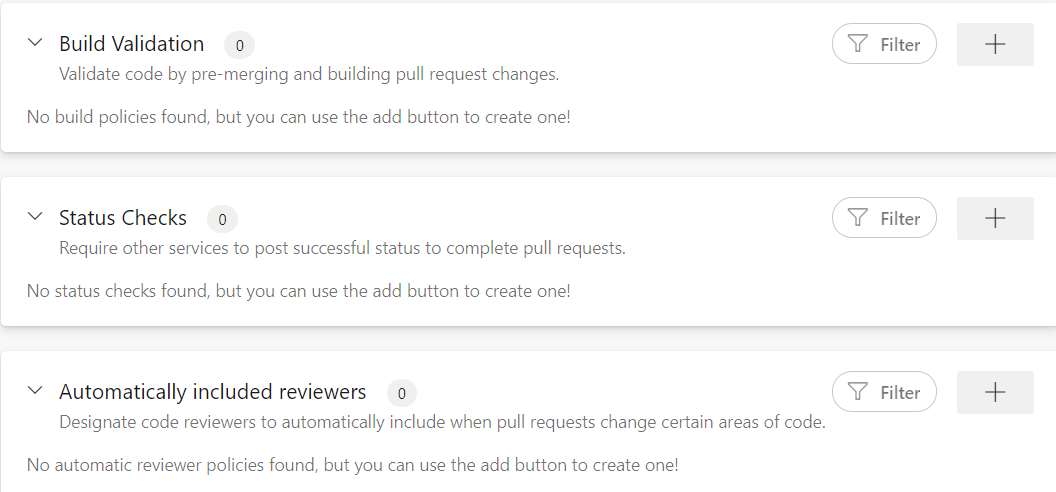 Build Validation 0 Filter
Validate code by pre-merging and building pull request changes.
No build policies found, but you can use the add button to create one!
Status Checks 0 Filter
Require other services to post successful status to complete pull requests.
No status checks found, but you can use the add button to create one!
Automatically included reviewers 0 Filter
Designate code reviewers to automatically include when pull requests change certain areas of code.
No automatic reviewer policies found, but you can use the add button to create one!